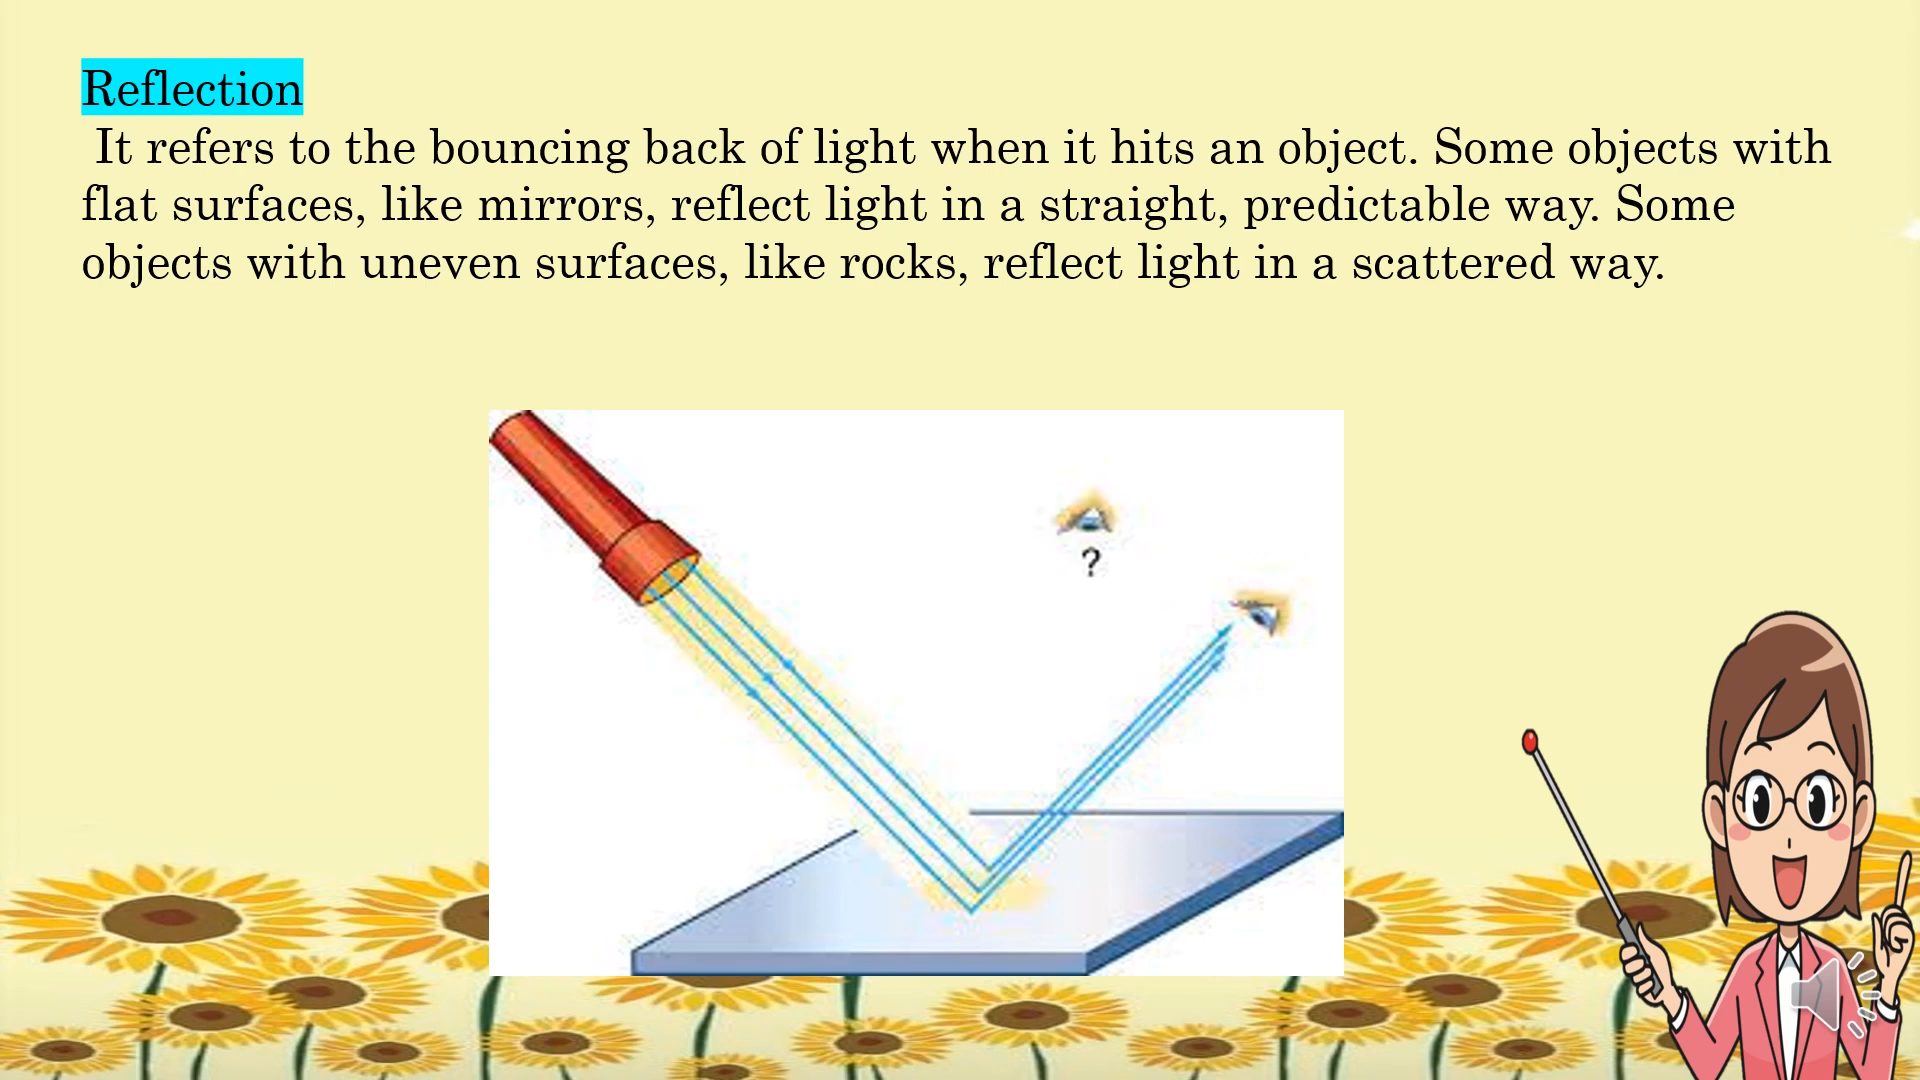 Reflection
It refers to the bouncing back of light when it hits an object. Some objects with
flat surfaces, like mirrors, reflect light in a straight, predictable way. Some
objects with uneven surfaces, like rocks, reflect light in a scattered way.
?